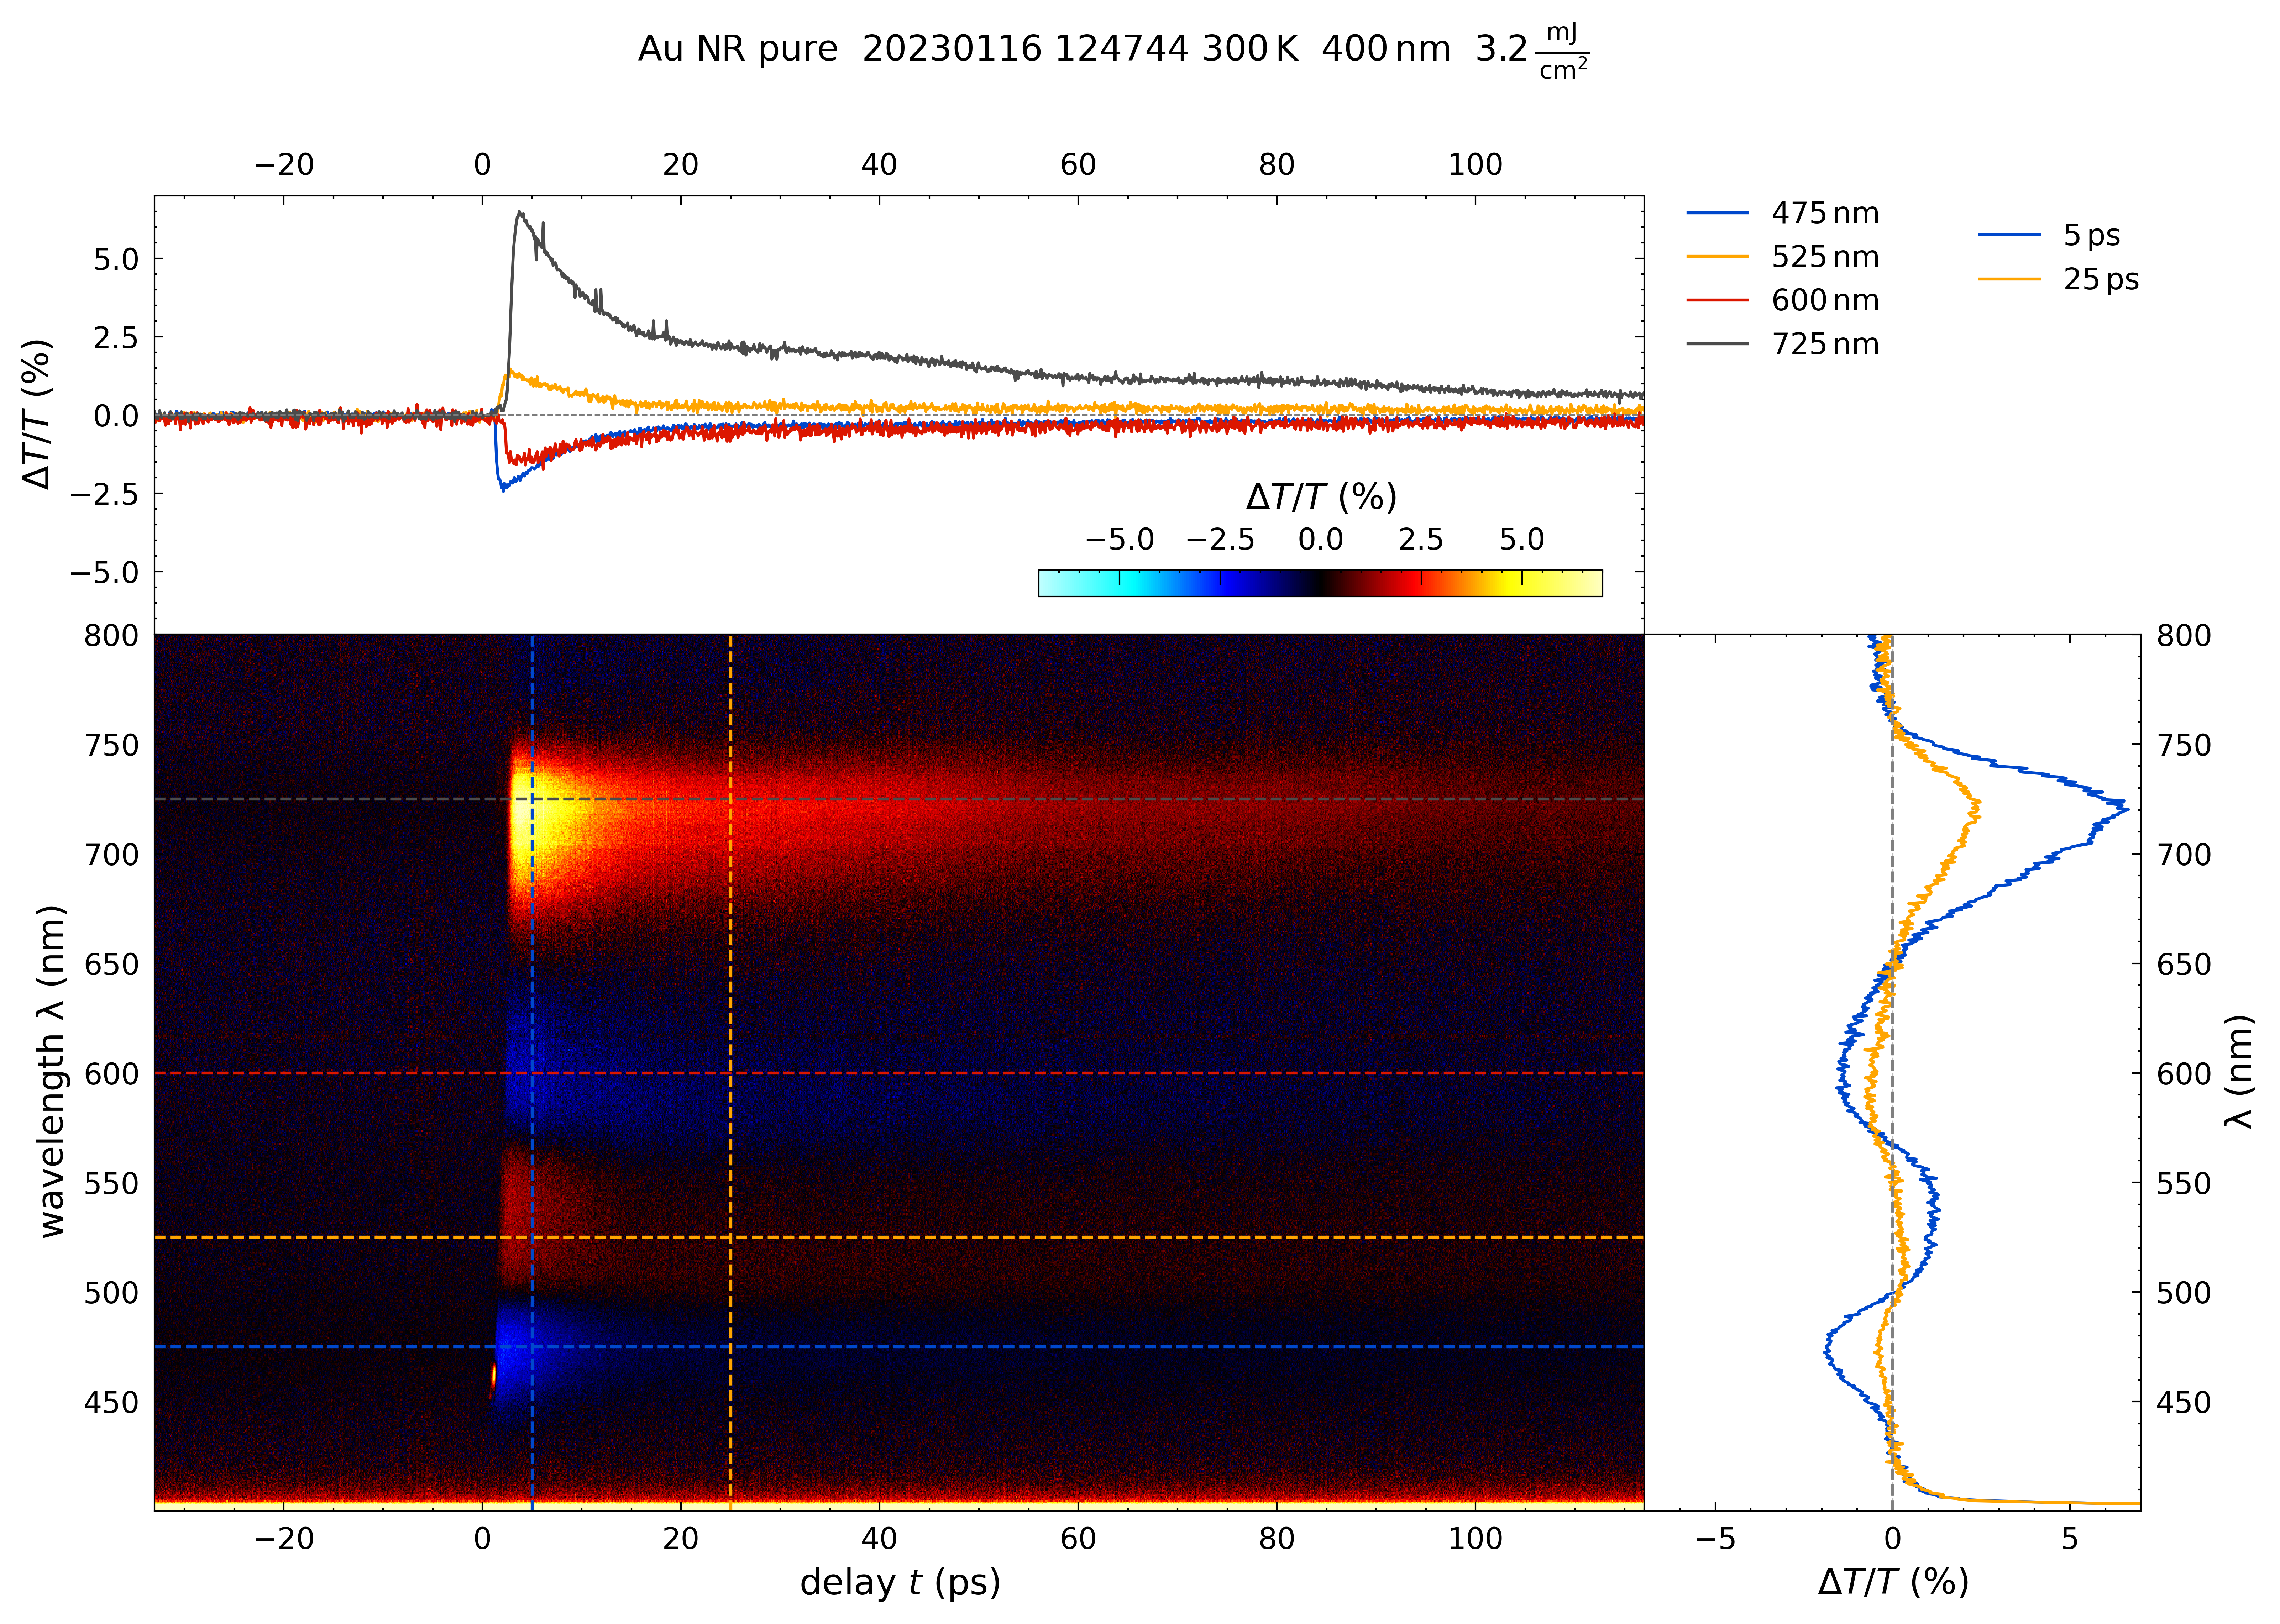 Au NR pure 20230116 124744 300 K 400 nm 3.2 mJ/cm²
−20 0 20 40 60 80 100
ΔT/T (%)
5.0
2.5
0.0
−2.5
−5.0
475 nm
525 nm
600 nm
725 nm
5 ps
25 ps
ΔT/T (%)
−5.0 −2.5 0.0 2.5 5.0
wavelength λ (nm)
800
750
700
650
600
550
500
450
−20 0 20 40 60 80 100
delay t (ps)
800
750
700
650
600
550
500
450
λ (nm)
−5 0 5
ΔT/T (%)